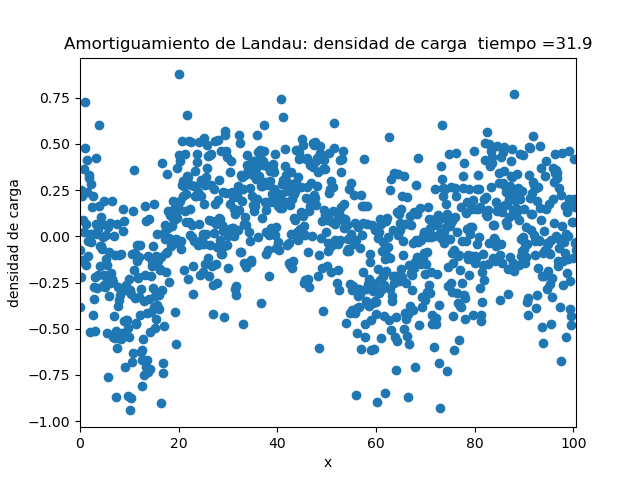 Amortiguamiento de Landau: densidad de carga  tiempo =31.9
densidad de carga
0.75
0.50
0.25
0.00
−0.25
−0.50
−0.75
−1.00
0 20 40 60 80 100
x